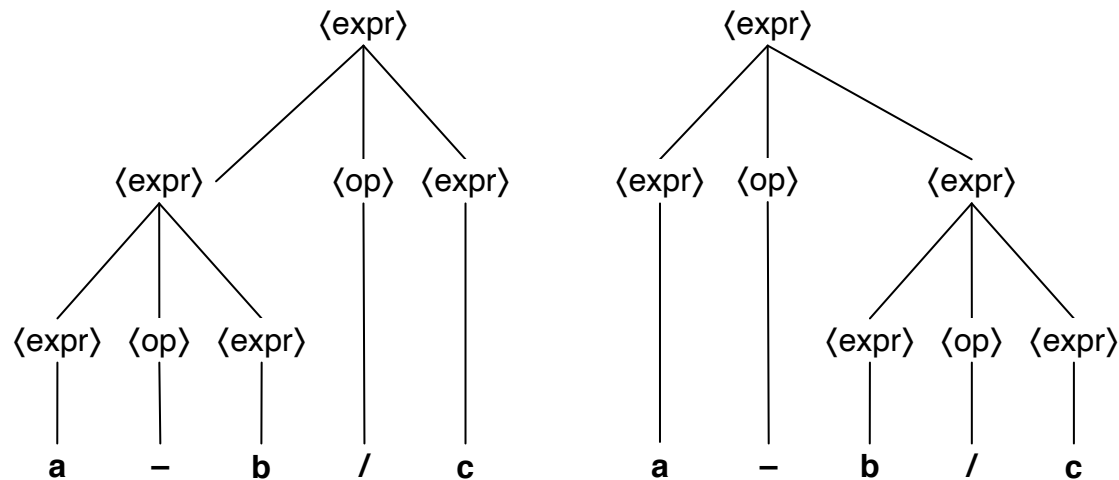 ⟨expr⟩ ⟨expr⟩
⟨expr⟩ ⟨op⟩ ⟨expr⟩ ⟨expr⟩ ⟨op⟩ ⟨expr⟩
⟨expr⟩ ⟨op⟩ ⟨expr⟩ ⟨expr⟩ ⟨op⟩ ⟨expr⟩
a – b / c a – b / c